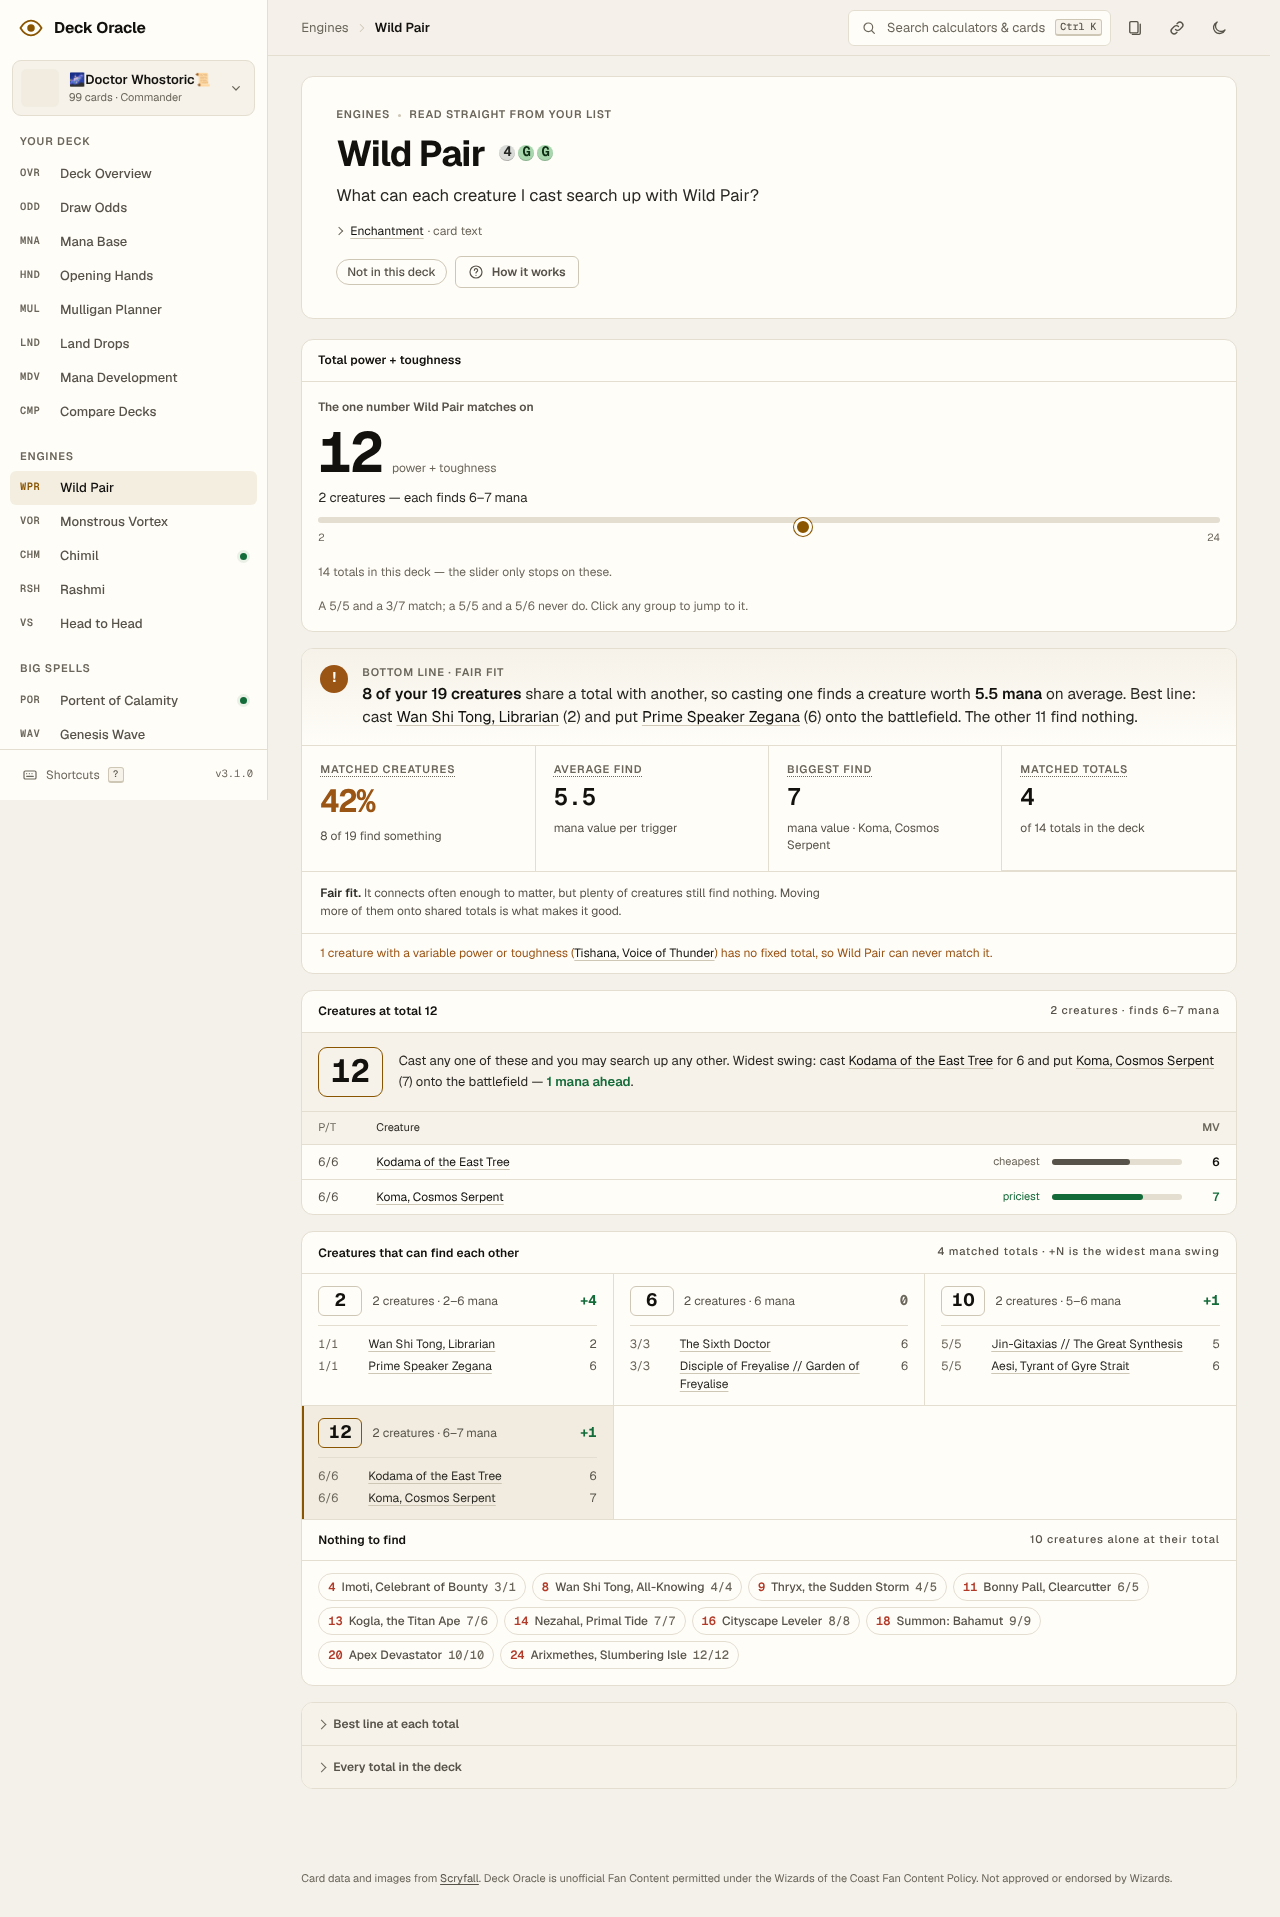 Deck Oracle
🌌Doctor Whostoric📜
99 cards · Commander
YOUR DECK
OVR Deck Overview
ODD Draw Odds
MNA Mana Base
HND Opening Hands
MUL Mulligan Planner
LND Land Drops
MDV Mana Development
CMP Compare Decks
ENGINES
WPR Wild Pair
VOR Monstrous Vortex
CHM Chimil
RSH Rashmi
VS Head to Head
BIG SPELLS
POR Portent of Calamity
WAV Genesis Wave
Shortcuts ? v3.1.0
Engines > Wild Pair
Search calculators & cards Ctrl K
ENGINES • READ STRAIGHT FROM YOUR LIST
Wild Pair 4 G G
What can each creature I cast search up with Wild Pair?
> Enchantment · card text
Not in this deck
? How it works
Total power + toughness
The one number Wild Pair matches on
12 power + toughness
2 creatures — each finds 6–7 mana
2 24
14 totals in this deck — the slider only stops on these.
A 5/5 and a 3/7 match; a 5/5 and a 5/6 never do. Click any group to jump to it.
! BOTTOM LINE · FAIR FIT
8 of your 19 creatures share a total with another, so casting one finds a creature worth 5.5 mana on average. Best line:
cast Wan Shi Tong, Librarian (2) and put Prime Speaker Zegana (6) onto the battlefield. The other 11 find nothing.
MATCHED CREATURES
42%
8 of 19 find something
AVERAGE FIND
5.5
mana value per trigger
BIGGEST FIND
7
mana value · Koma, Cosmos
Serpent
MATCHED TOTALS
4
of 14 totals in the deck
Fair fit. It connects often enough to matter, but plenty of creatures still find nothing. Moving
more of them onto shared totals is what makes it good.
1 creature with a variable power or toughness (Tishana, Voice of Thunder) has no fixed total, so Wild Pair can never match it.
Creatures at total 12 2 creatures · finds 6–7 mana
12 Cast any one of these and you may search up any other. Widest swing: cast Kodama of the East Tree for 6 and put Koma, Cosmos Serpent
(7) onto the battlefield — 1 mana ahead.
P/T Creature MV
6/6 Kodama of the East Tree cheapest 6
6/6 Koma, Cosmos Serpent priciest 7
Creatures that can find each other 4 matched totals · +N is the widest mana swing
2 2 creatures · 2–6 mana +4
1/1 Wan Shi Tong, Librarian 2
1/1 Prime Speaker Zegana 6
6 2 creatures · 6 mana 0
3/3 The Sixth Doctor 6
3/3 Disciple of Freyalise // Garden of 6
Freyalise
10 2 creatures · 5–6 mana +1
5/5 Jin-Gitaxias // The Great Synthesis 5
5/5 Aesi, Tyrant of Gyre Strait 6
12 2 creatures · 6–7 mana +1
6/6 Kodama of the East Tree 6
6/6 Koma, Cosmos Serpent 7
Nothing to find 10 creatures alone at their total
4 Imoti, Celebrant of Bounty 3/1
8 Wan Shi Tong, All-Knowing 4/4
9 Thryx, the Sudden Storm 4/5
11 Bonny Pall, Clearcutter 6/5
13 Kogla, the Titan Ape 7/6
14 Nezahal, Primal Tide 7/7
16 Cityscape Leveler 8/8
18 Summon: Bahamut 9/9
20 Apex Devastator 10/10
24 Arixmethes, Slumbering Isle 12/12
> Best line at each total
> Every total in the deck
Card data and images from Scryfall. Deck Oracle is unofficial Fan Content permitted under the Wizards of the Coast Fan Content Policy. Not approved or endorsed by Wizards.